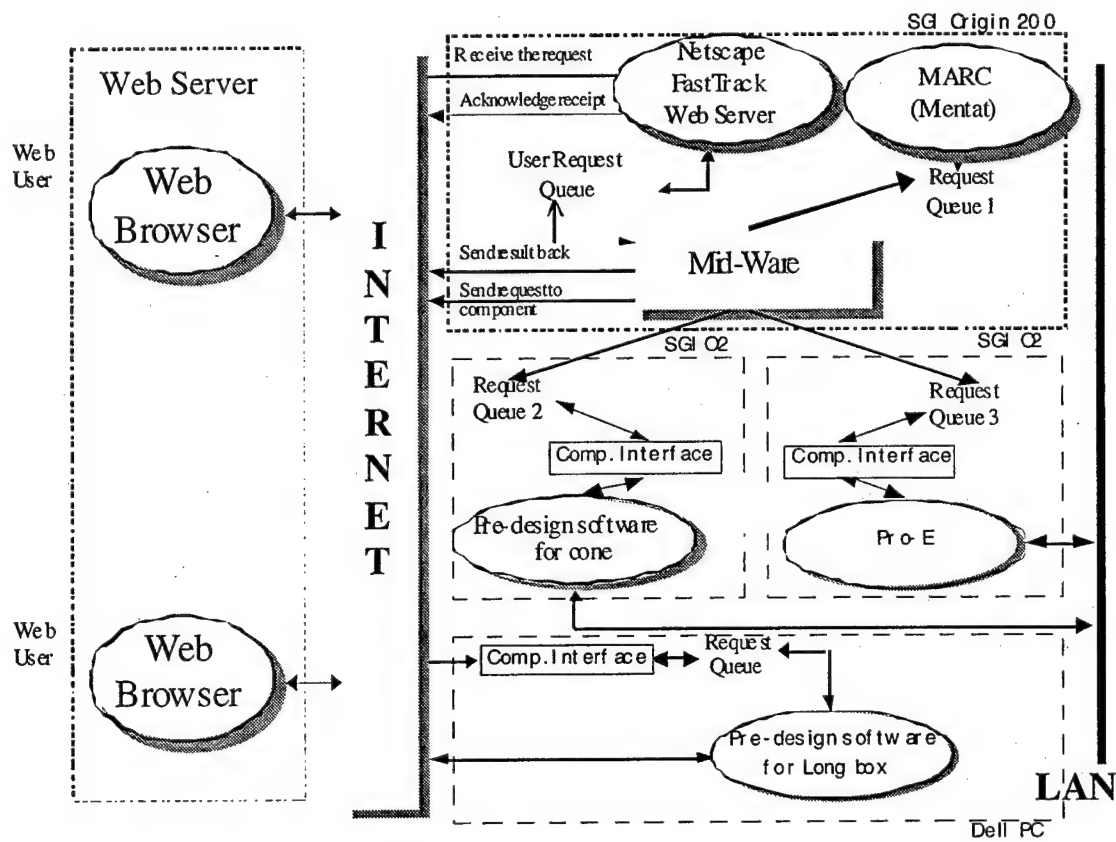 SGI Origin 200
Web Server
Web
User
Web
Browser
Web
User
Web
Browser
I
N
T
E
R
N
E
T
Receive the request
Acknowledge receipt
Netscape
FastTrack
Web Server
MARC
(Mentat)
User Request
Queue
Request
Queue 1
Send result back
Mid-Ware
Send request to
component
SGI O2
SGI O2
Request
Queue 2
Request
Queue 3
Comp. Interface
Comp. Interface
Pre-design software
for cone
Pro-E
Comp. Interface
Request
Queue
Pre-design software
for Long box
LAN
Dell PC